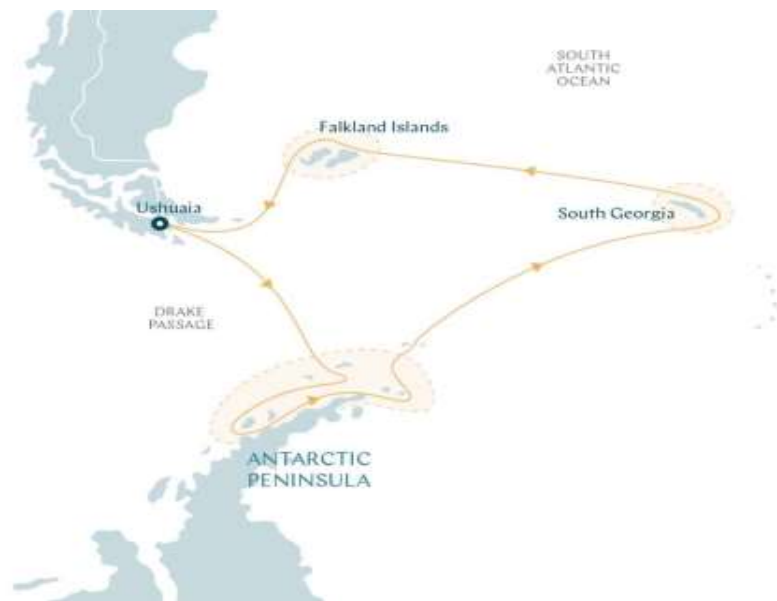 SOUTH
ATLANTIC
OCEAN
Falkland Islands
Ushuaia
South Georgia
DRAKE
PASSAGE
ANTARCTIC
PENINSULA